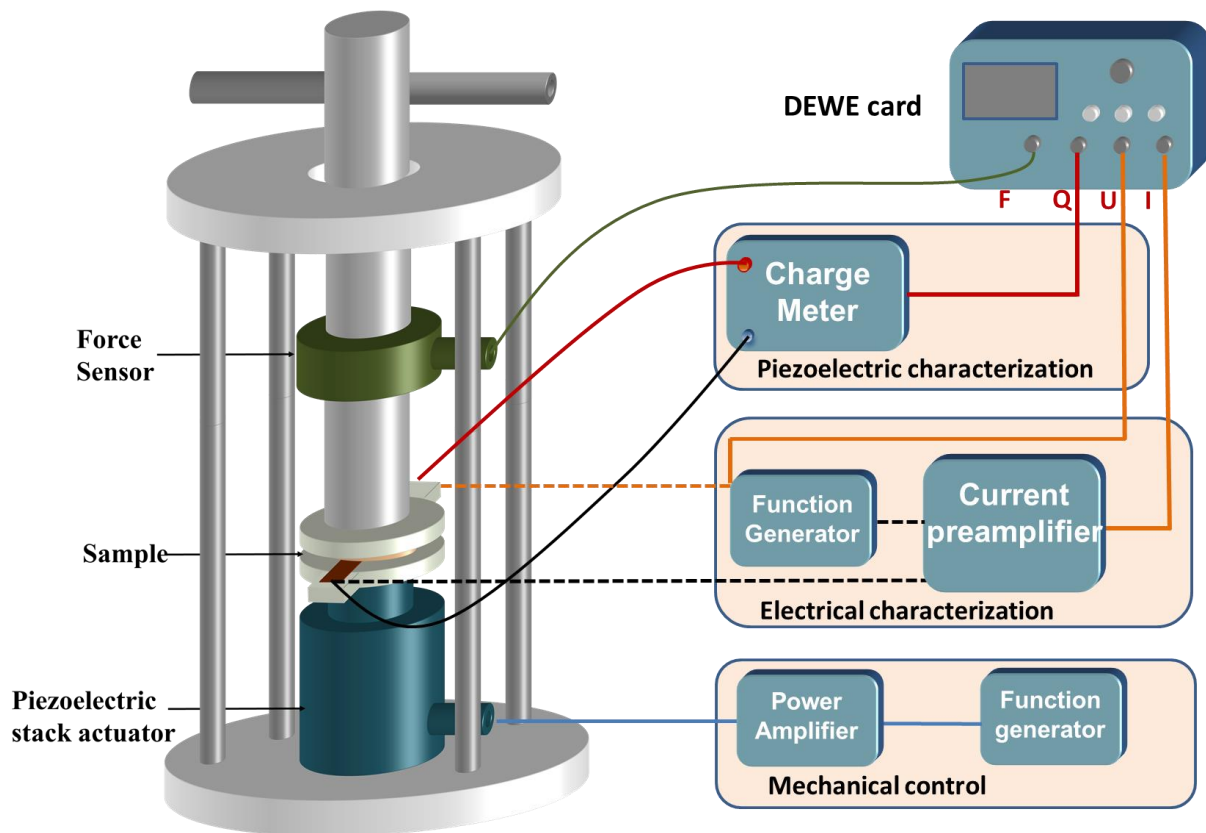 DEWE card
F Q U I
Charge
Meter
Piezoelectric characterization
Force
Sensor
Function
Generator
Current
preamplifier
Sample
Electrical characterization
Piezoelectric
stack actuator
Power
Amplifier
Function
generator
Mechanical control